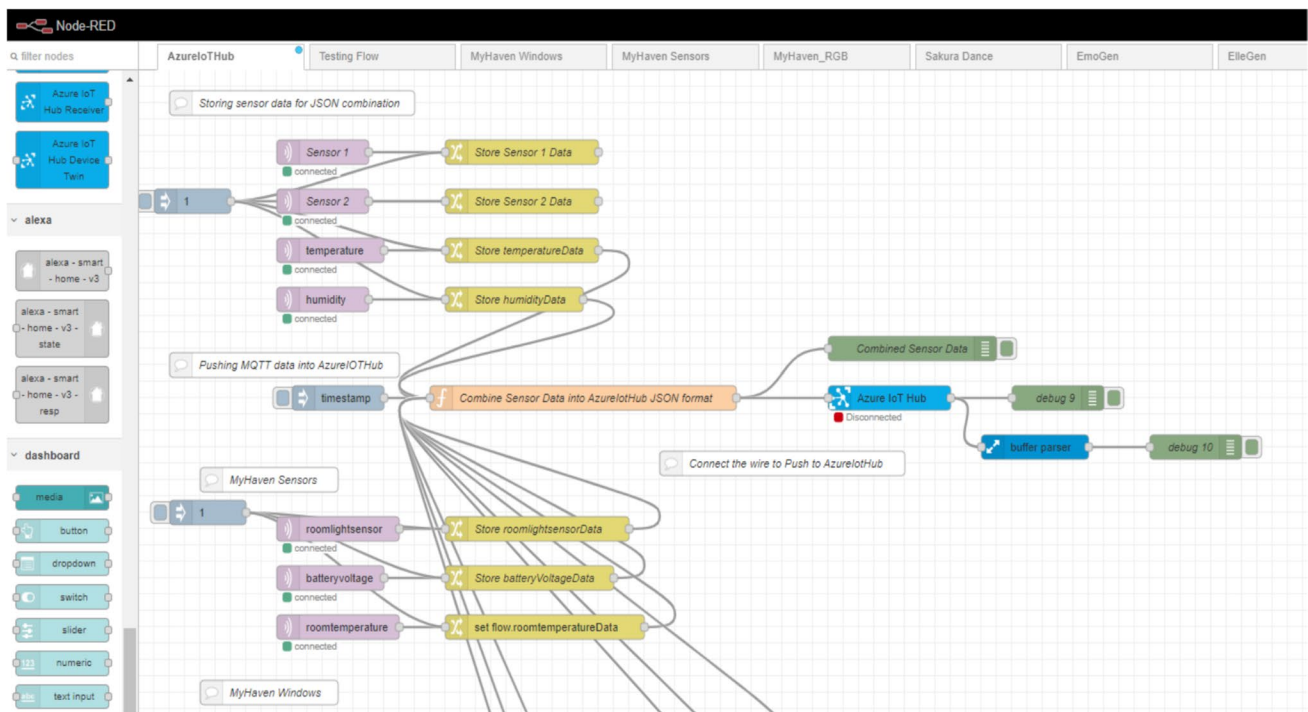 Node-RED
filter nodes
AzureIoTHub
Testing Flow
MyHaven Windows
MyHaven Sensors
MyHaven_RGB
Sakura Dance
EmoGen
ElleGen
Azure IoT
Hub Receiver
Azure IoT
Hub Device
Twin
alexa
alexa - smart
- home - v3
alexa - smart
- home - v3 -
state
alexa - smart
- home - v3 -
resp
dashboard
media
button
dropdown
switch
slider
123
numeric
abc
text input
Storing sensor data for JSON combination
Sensor 1
connected
Store Sensor 1 Data
1
Sensor 2
connected
Store Sensor 2 Data
temperature
connected
Store temperatureData
humidity
connected
Store humidityData
Pushing MQTT data into AzureIOTHub
timestamp
Combine Sensor Data into AzureIotHub JSON format
Combined Sensor Data
Azure IoT Hub
Disconnected
debug 9
buffer parser
debug 10
Connect the wire to Push to AzureIotHub
MyHaven Sensors
1
roomlightsensor
connected
Store roomlightsensorData
batteryvoltage
connected
Store batteryVoltageData
roomtemperature
connected
set flow.roomtemperatureData
MyHaven Windows